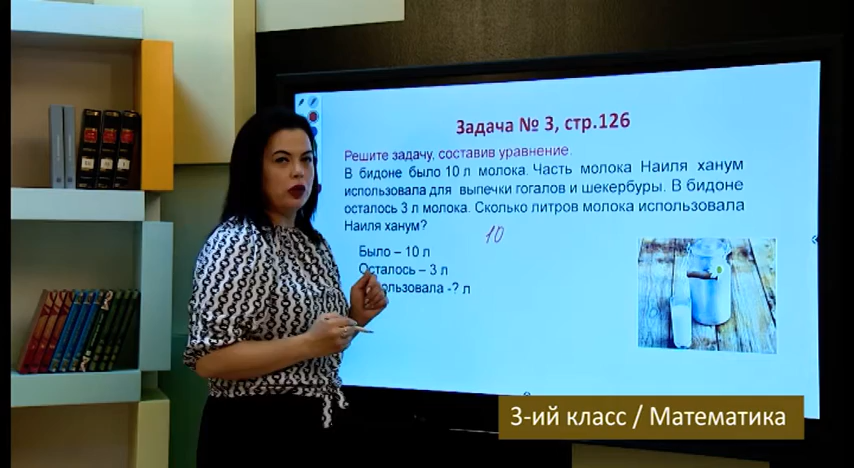 Задача № 3, стр.126
Решите задачу, составив уравнение.
В бидоне было 10 л молока. Часть молока Наиля ханум
использовала для выпечки гогалов и шекербуры. В бидоне
осталось 3 л молока. Сколько литров молока использовала
Наиля ханум?
10
Было – 10 л
Осталось – 3 л
пользовала -? л
3-ий класс / Математика